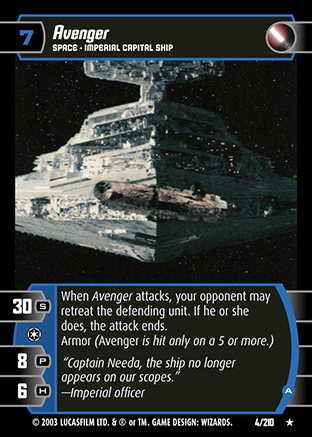 7
Avenger
SPACE - IMPERIAL CAPITAL SHIP
30 S
When Avenger attacks, your opponent may
retreat the defending unit. If he or she
does, the attack ends.
Armor (Avenger is hit only on a 5 or more.)
8 P
"Captain Needa, the ship no longer
appears on our scopes."
—Imperial officer
6 H
A
© 2003 LUCASFILM LTD. & ® or TM. GAME DESIGN: WIZARDS.
4/210 ★